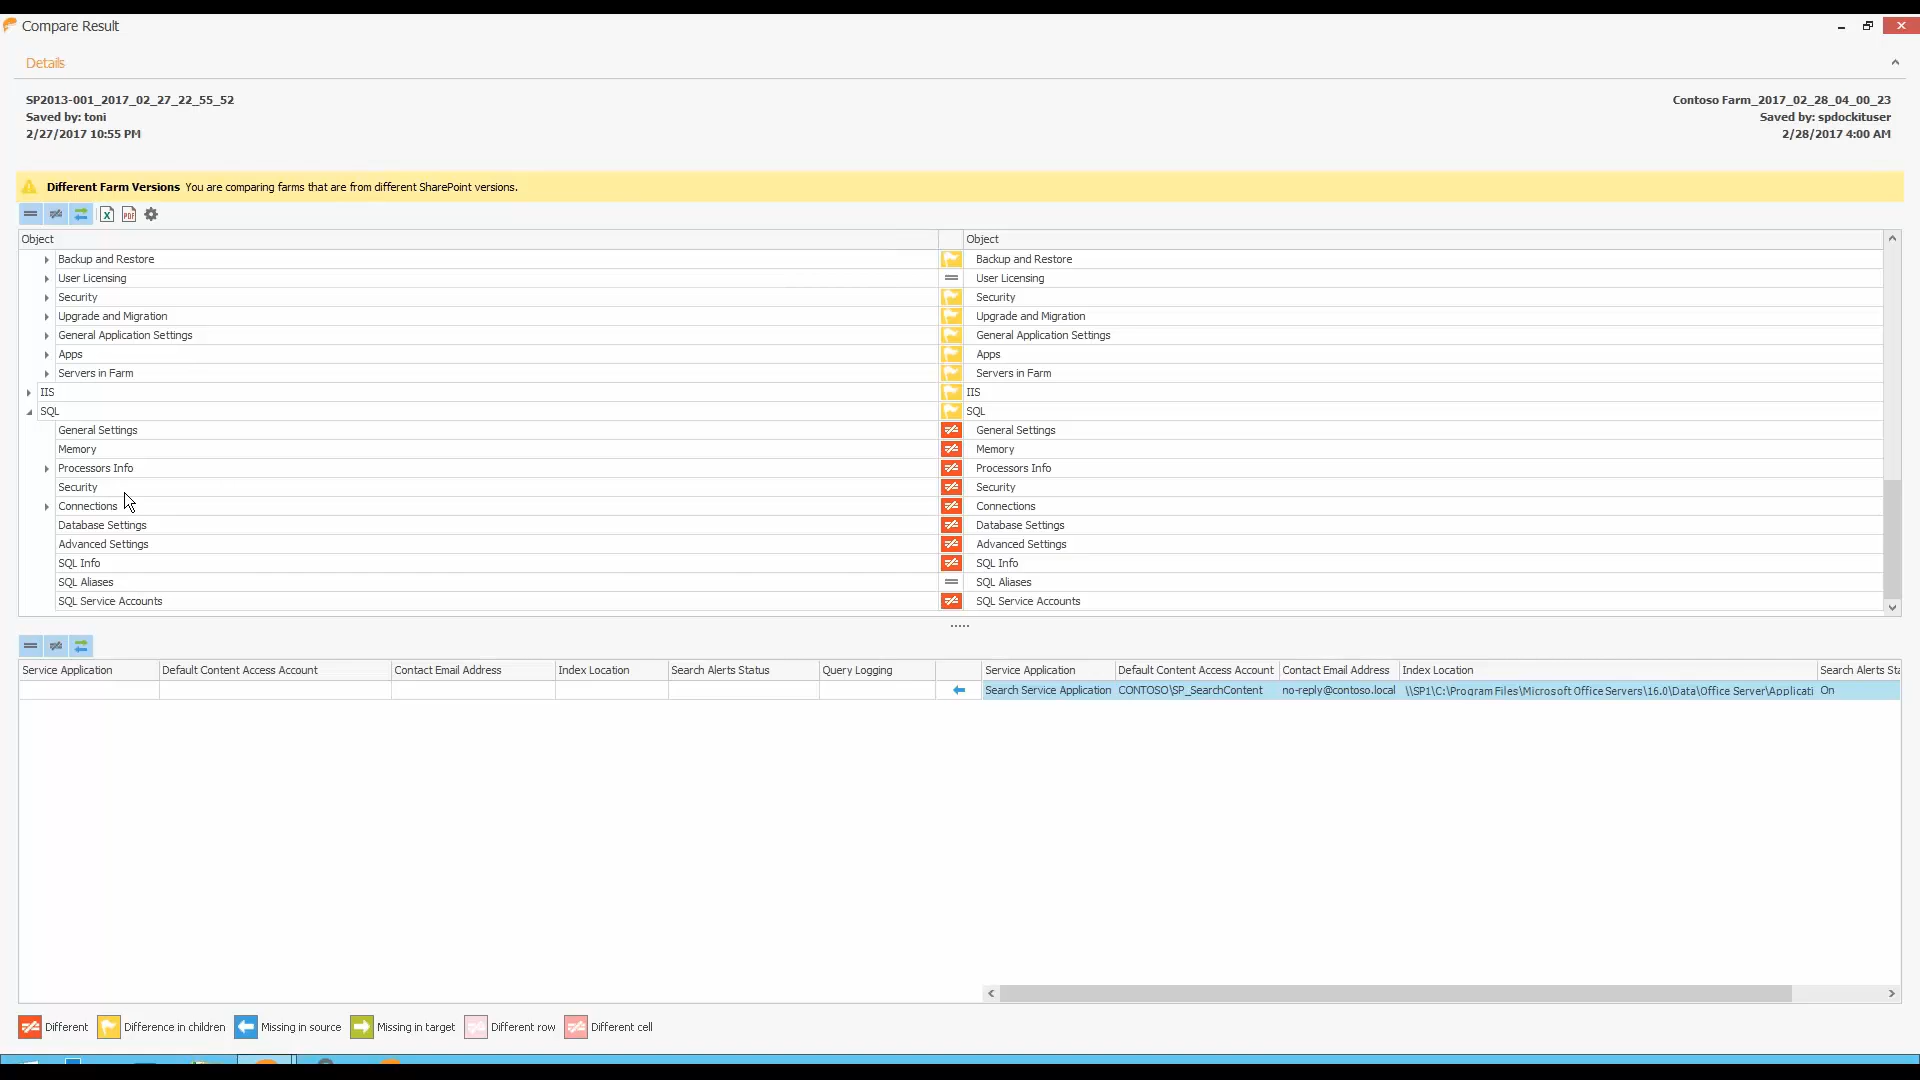 Compare Result
Details
SP2013-001_2017_02_27_22_55_52
Saved by: toni
2/27/2017 10:55 PM
Contoso Farm_2017_02_28_04_00_23
Saved by: spdockituser
2/28/2017 4:00 AM
Different Farm Versions You are comparing farms that are from different SharePoint versions.
Object Object
Backup and Restore Backup and Restore
User Licensing User Licensing
Security Security
Upgrade and Migration Upgrade and Migration
General Application Settings General Application Settings
Apps Apps
Servers in Farm Servers in Farm
IIS IIS
SQL SQL
General Settings General Settings
Memory Memory
Processors Info Processors Info
Security Security
Connections Connections
Database Settings Database Settings
Advanced Settings Advanced Settings
SQL Info SQL Info
SQL Aliases SQL Aliases
SQL Service Accounts SQL Service Accounts
Service Application Default Content Access Account Contact Email Address Index Location Search Alerts Status Query Logging Service Application Default Content Access Account Contact Email Address Index Location Search Alerts Sta
Search Service Application CONTOSO\SP_SearchContent no-reply@contoso.local \\SP1\C:\Program Files\Microsoft Office Servers\16.0\Data\Office Server\Applicati On
Different Difference in children Missing in source Missing in target Different row Different cell